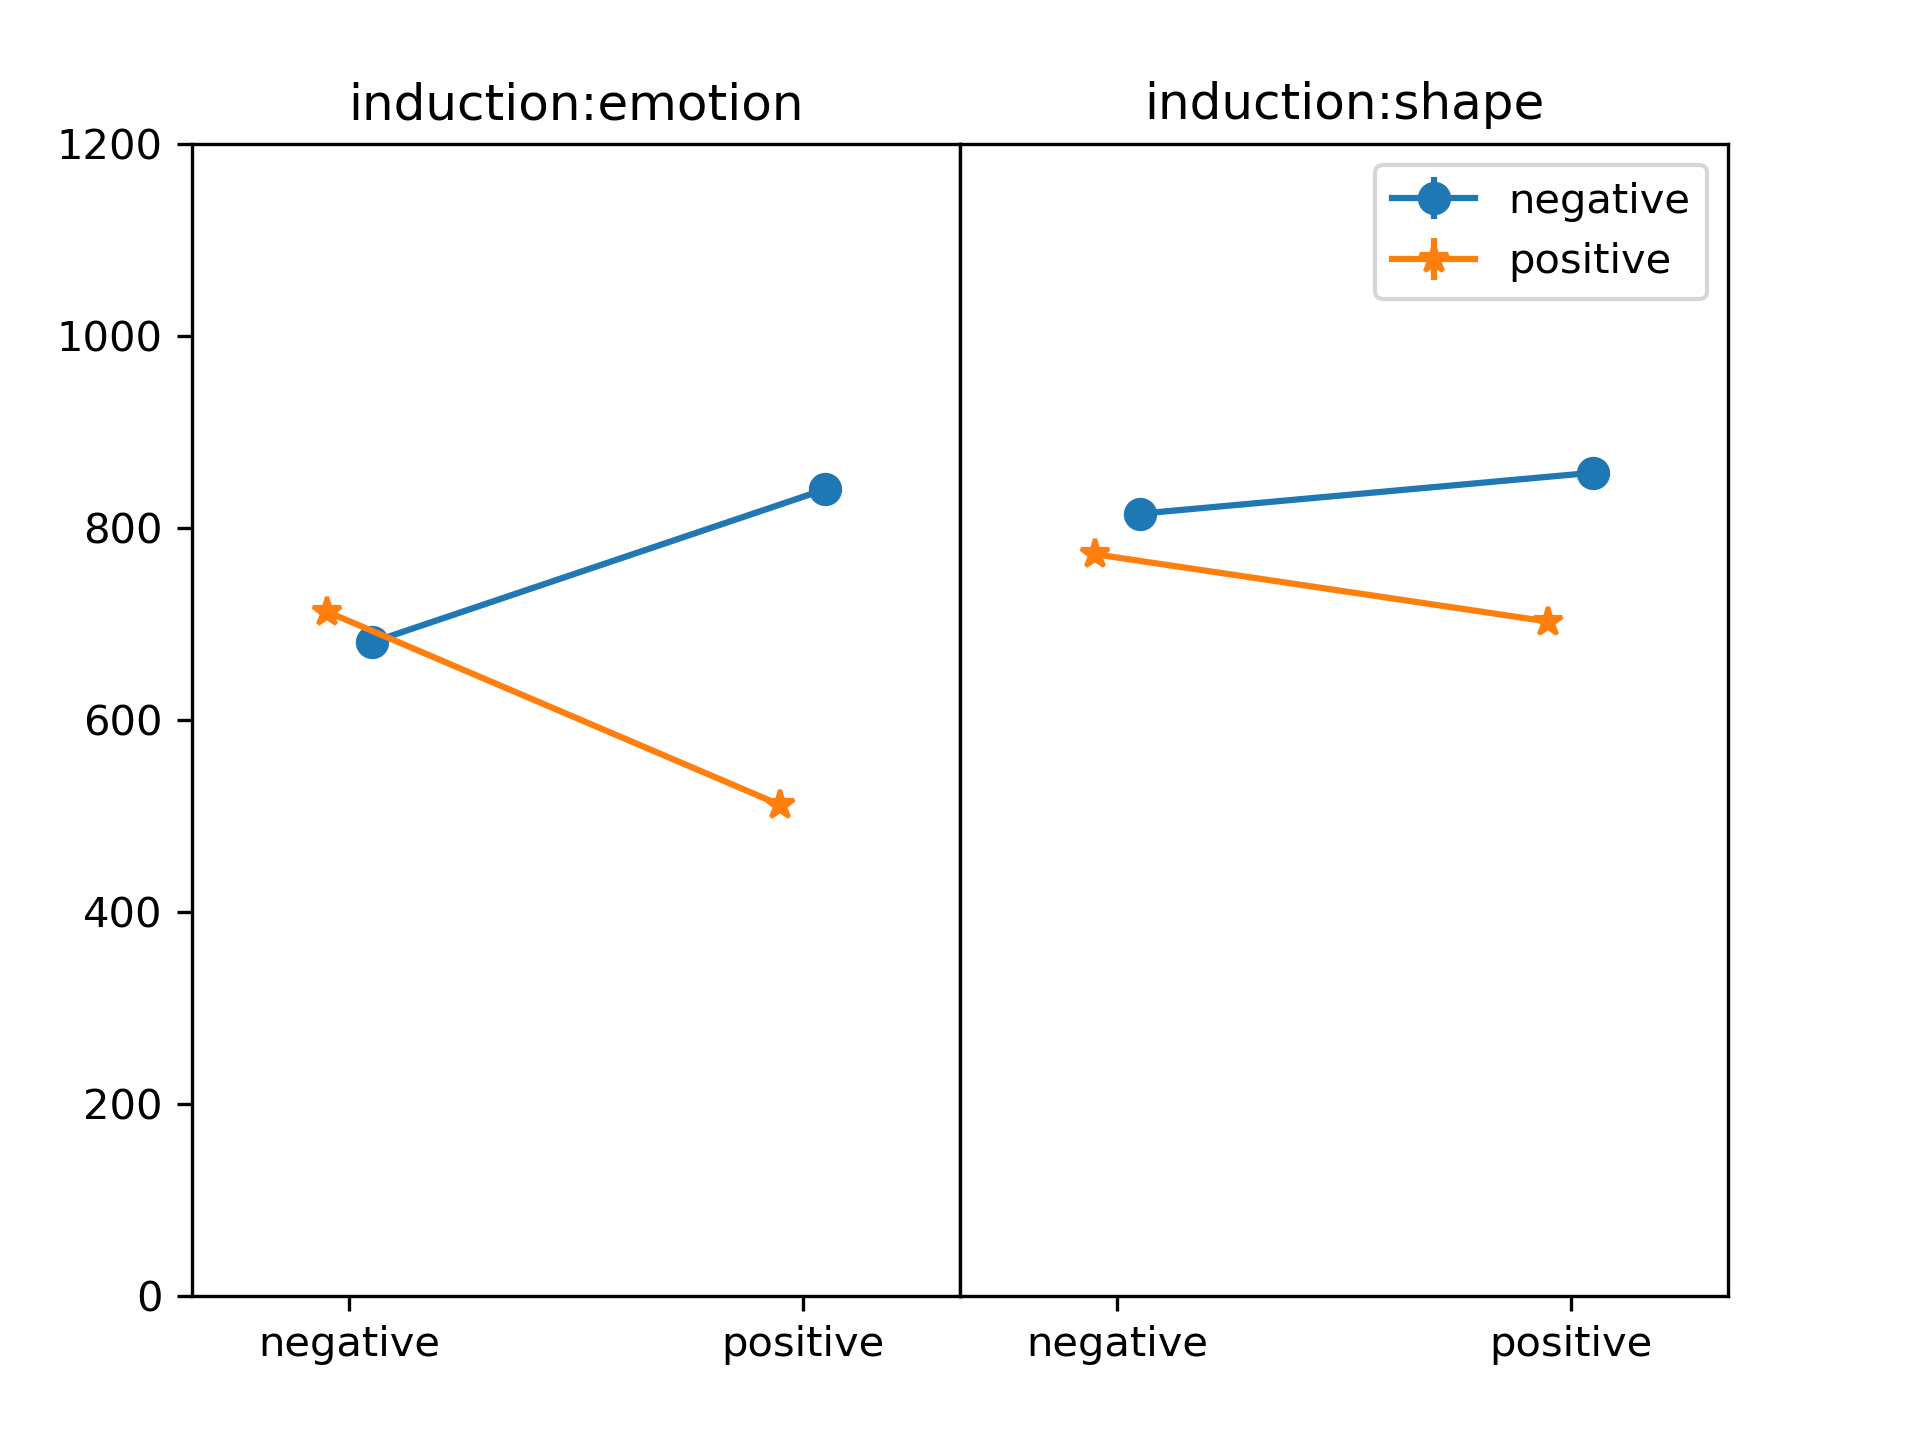 induction:emotion
induction:shape
1200
1000
800
600
400
200
0
negative
positive
negative
positive
negative
positive